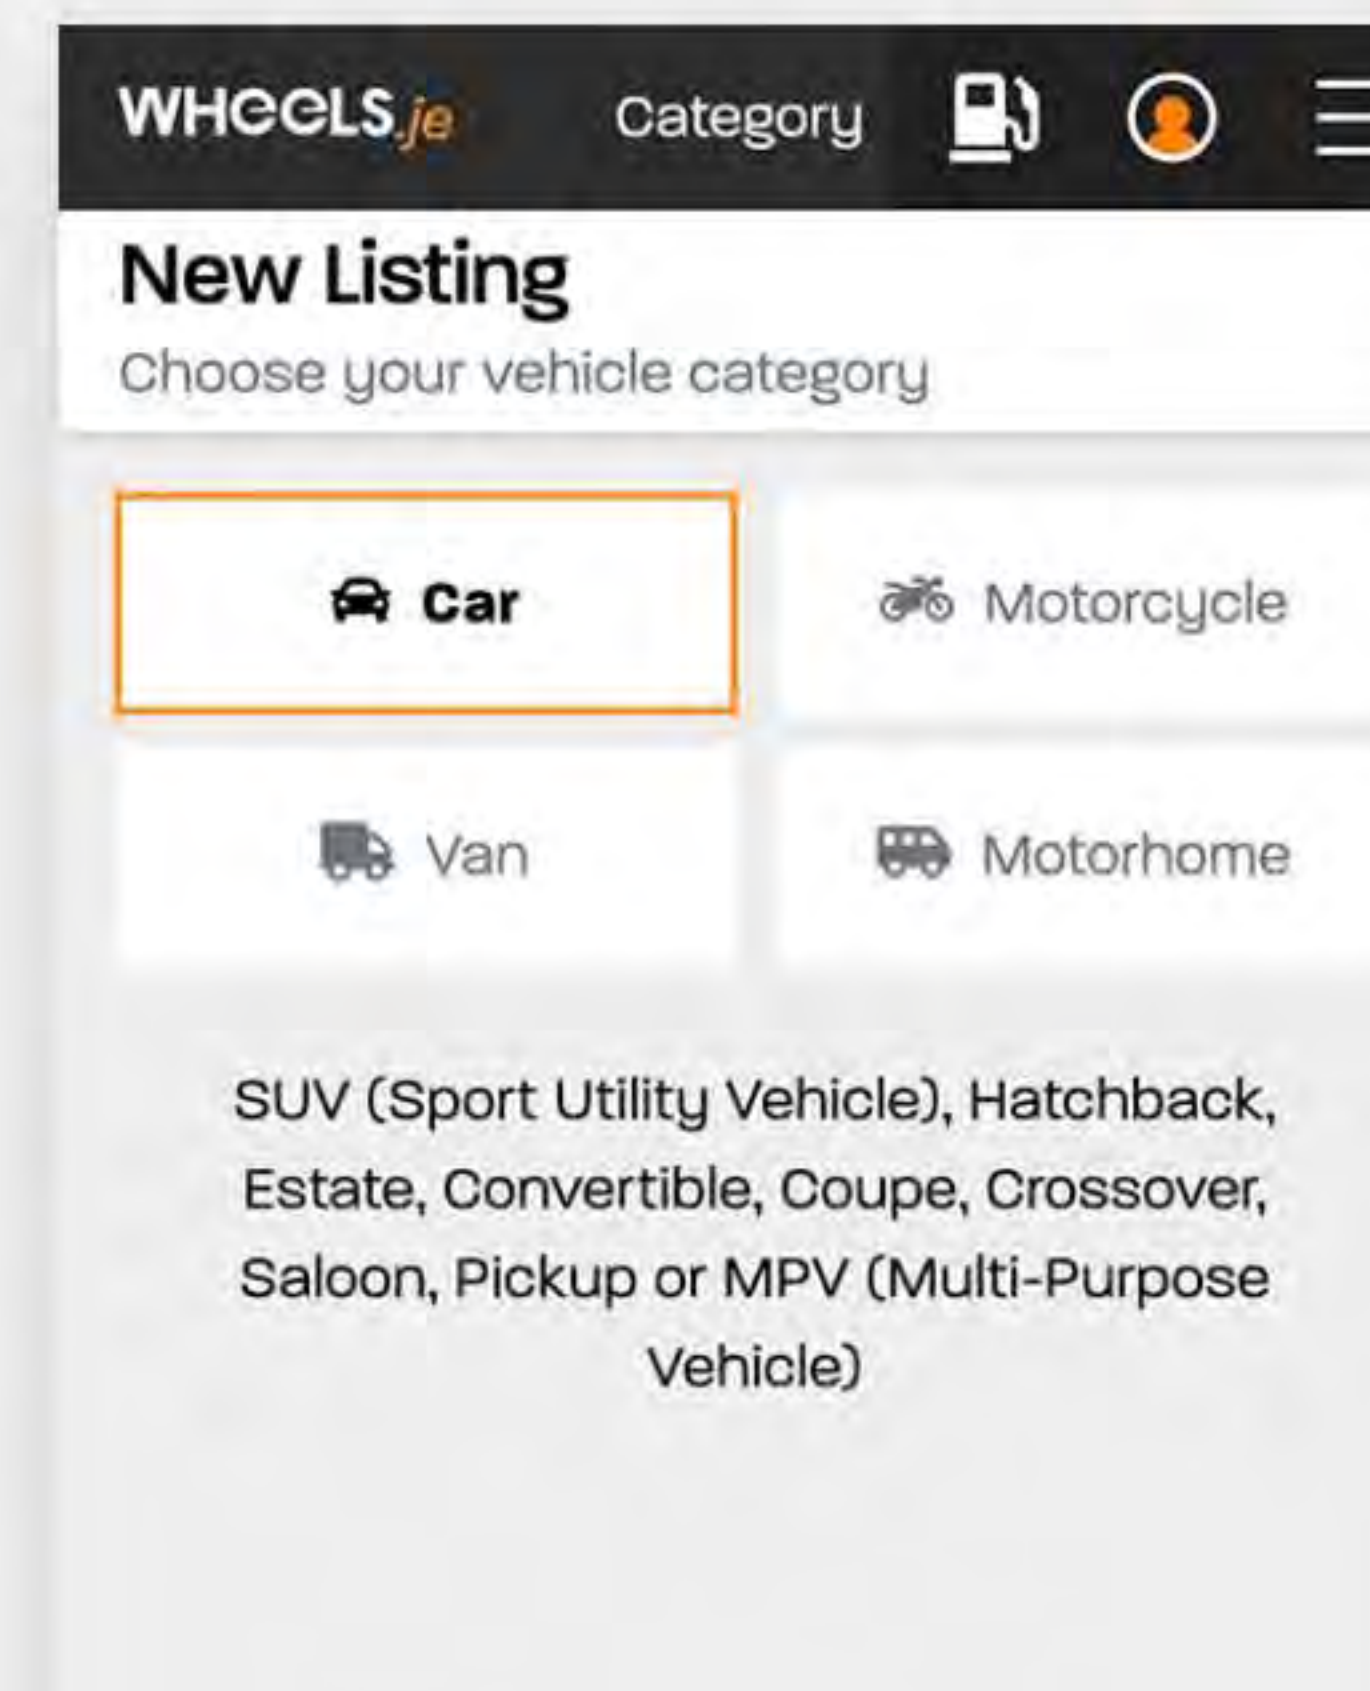 WHeeLS.je
Category
New Listing
Choose your vehicle category
Car
Motorcycle
Van
Motorhome
SUV (Sport Utility Vehicle), Hatchback,
Estate, Convertible, Coupe, Crossover,
Saloon, Pickup or MPV (Multi-Purpose
Vehicle)